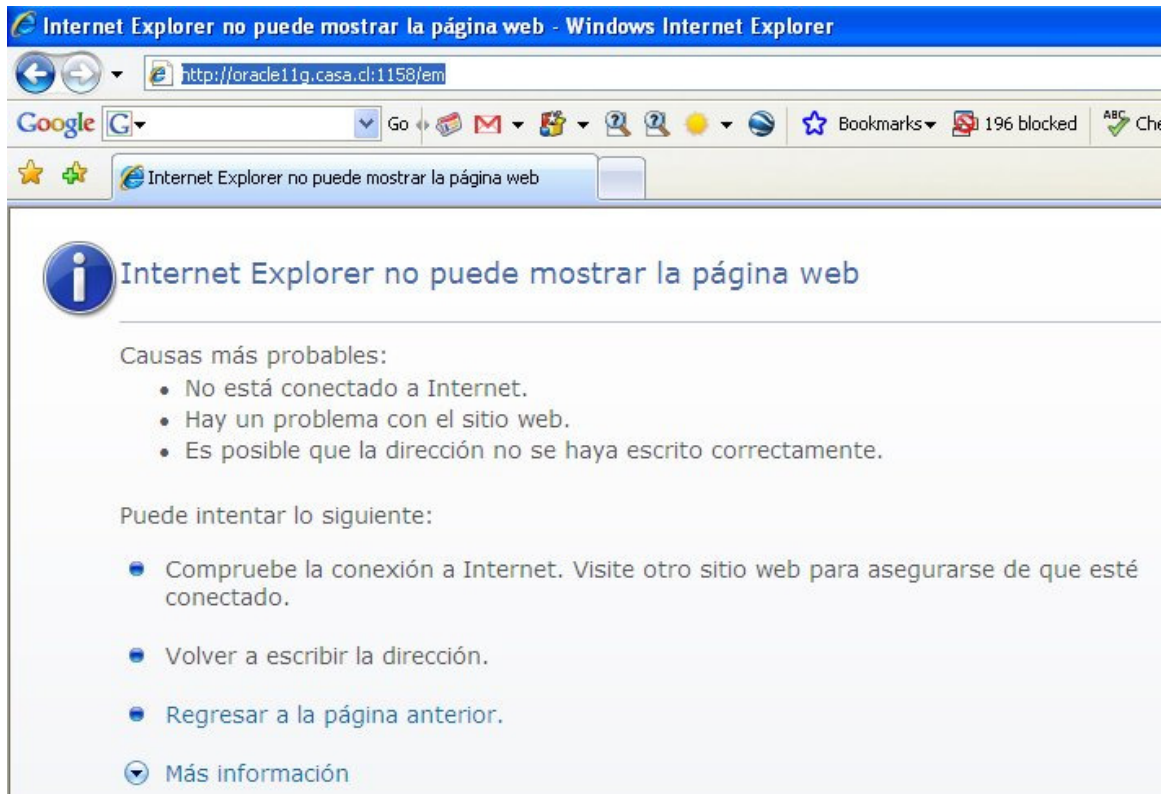 Internet Explorer no puede mostrar la página web - Windows Internet Explorer
http://oracle11g.casa.cl:1158/em
Google G Go Bookmarks 196 blocked ABC Che
Internet Explorer no puede mostrar la página web
Internet Explorer no puede mostrar la página web
Causas más probables:
• No está conectado a Internet.
• Hay un problema con el sitio web.
• Es posible que la dirección no se haya escrito correctamente.
Puede intentar lo siguiente:
Compruebe la conexión a Internet. Visite otro sitio web para asegurarse de que esté
conectado.
Volver a escribir la dirección.
Regresar a la página anterior.
Más información